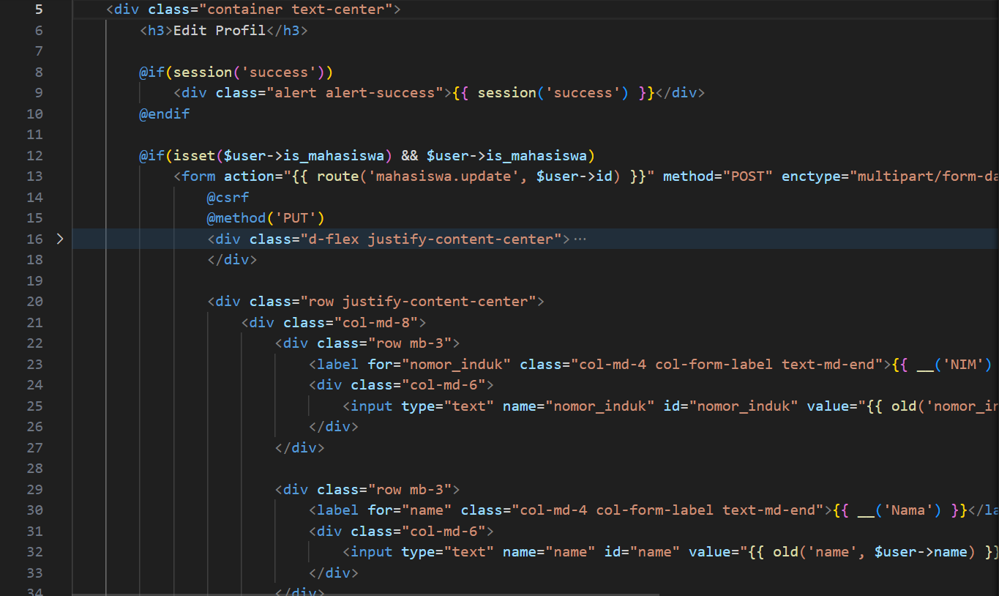 5 <div class="container text-center">
6 <h3>Edit Profil</h3>
7
8 @if(session('success'))
9 <div class="alert alert-success">{{ session('success') }}</div>
10 @endif
11
12 @if(isset($user->is_mahasiswa) && $user->is_mahasiswa)
13 <form action="{{ route('mahasiswa.update', $user->id) }}" method="POST" enctype="multipart/form-da
14 @csrf
15 @method('PUT')
16 <div class="d-flex justify-content-center">···
18 </div>
19
20 <div class="row justify-content-center">
21 <div class="col-md-8">
22 <div class="row mb-3">
23 <label for="nomor_induk" class="col-md-4 col-form-label text-md-end">{{ __('NIM')
24 <div class="col-md-6">
25 <input type="text" name="nomor_induk" id="nomor_induk" value="{{ old('nomor_in
26 </div>
27 </div>
28
29 <div class="row mb-3">
30 <label for="name" class="col-md-4 col-form-label text-md-end">{{ __('Nama') }}</la
31 <div class="col-md-6">
32 <input type="text" name="name" id="name" value="{{ old('name', $user->name) }}
33 </div>
34 </div>